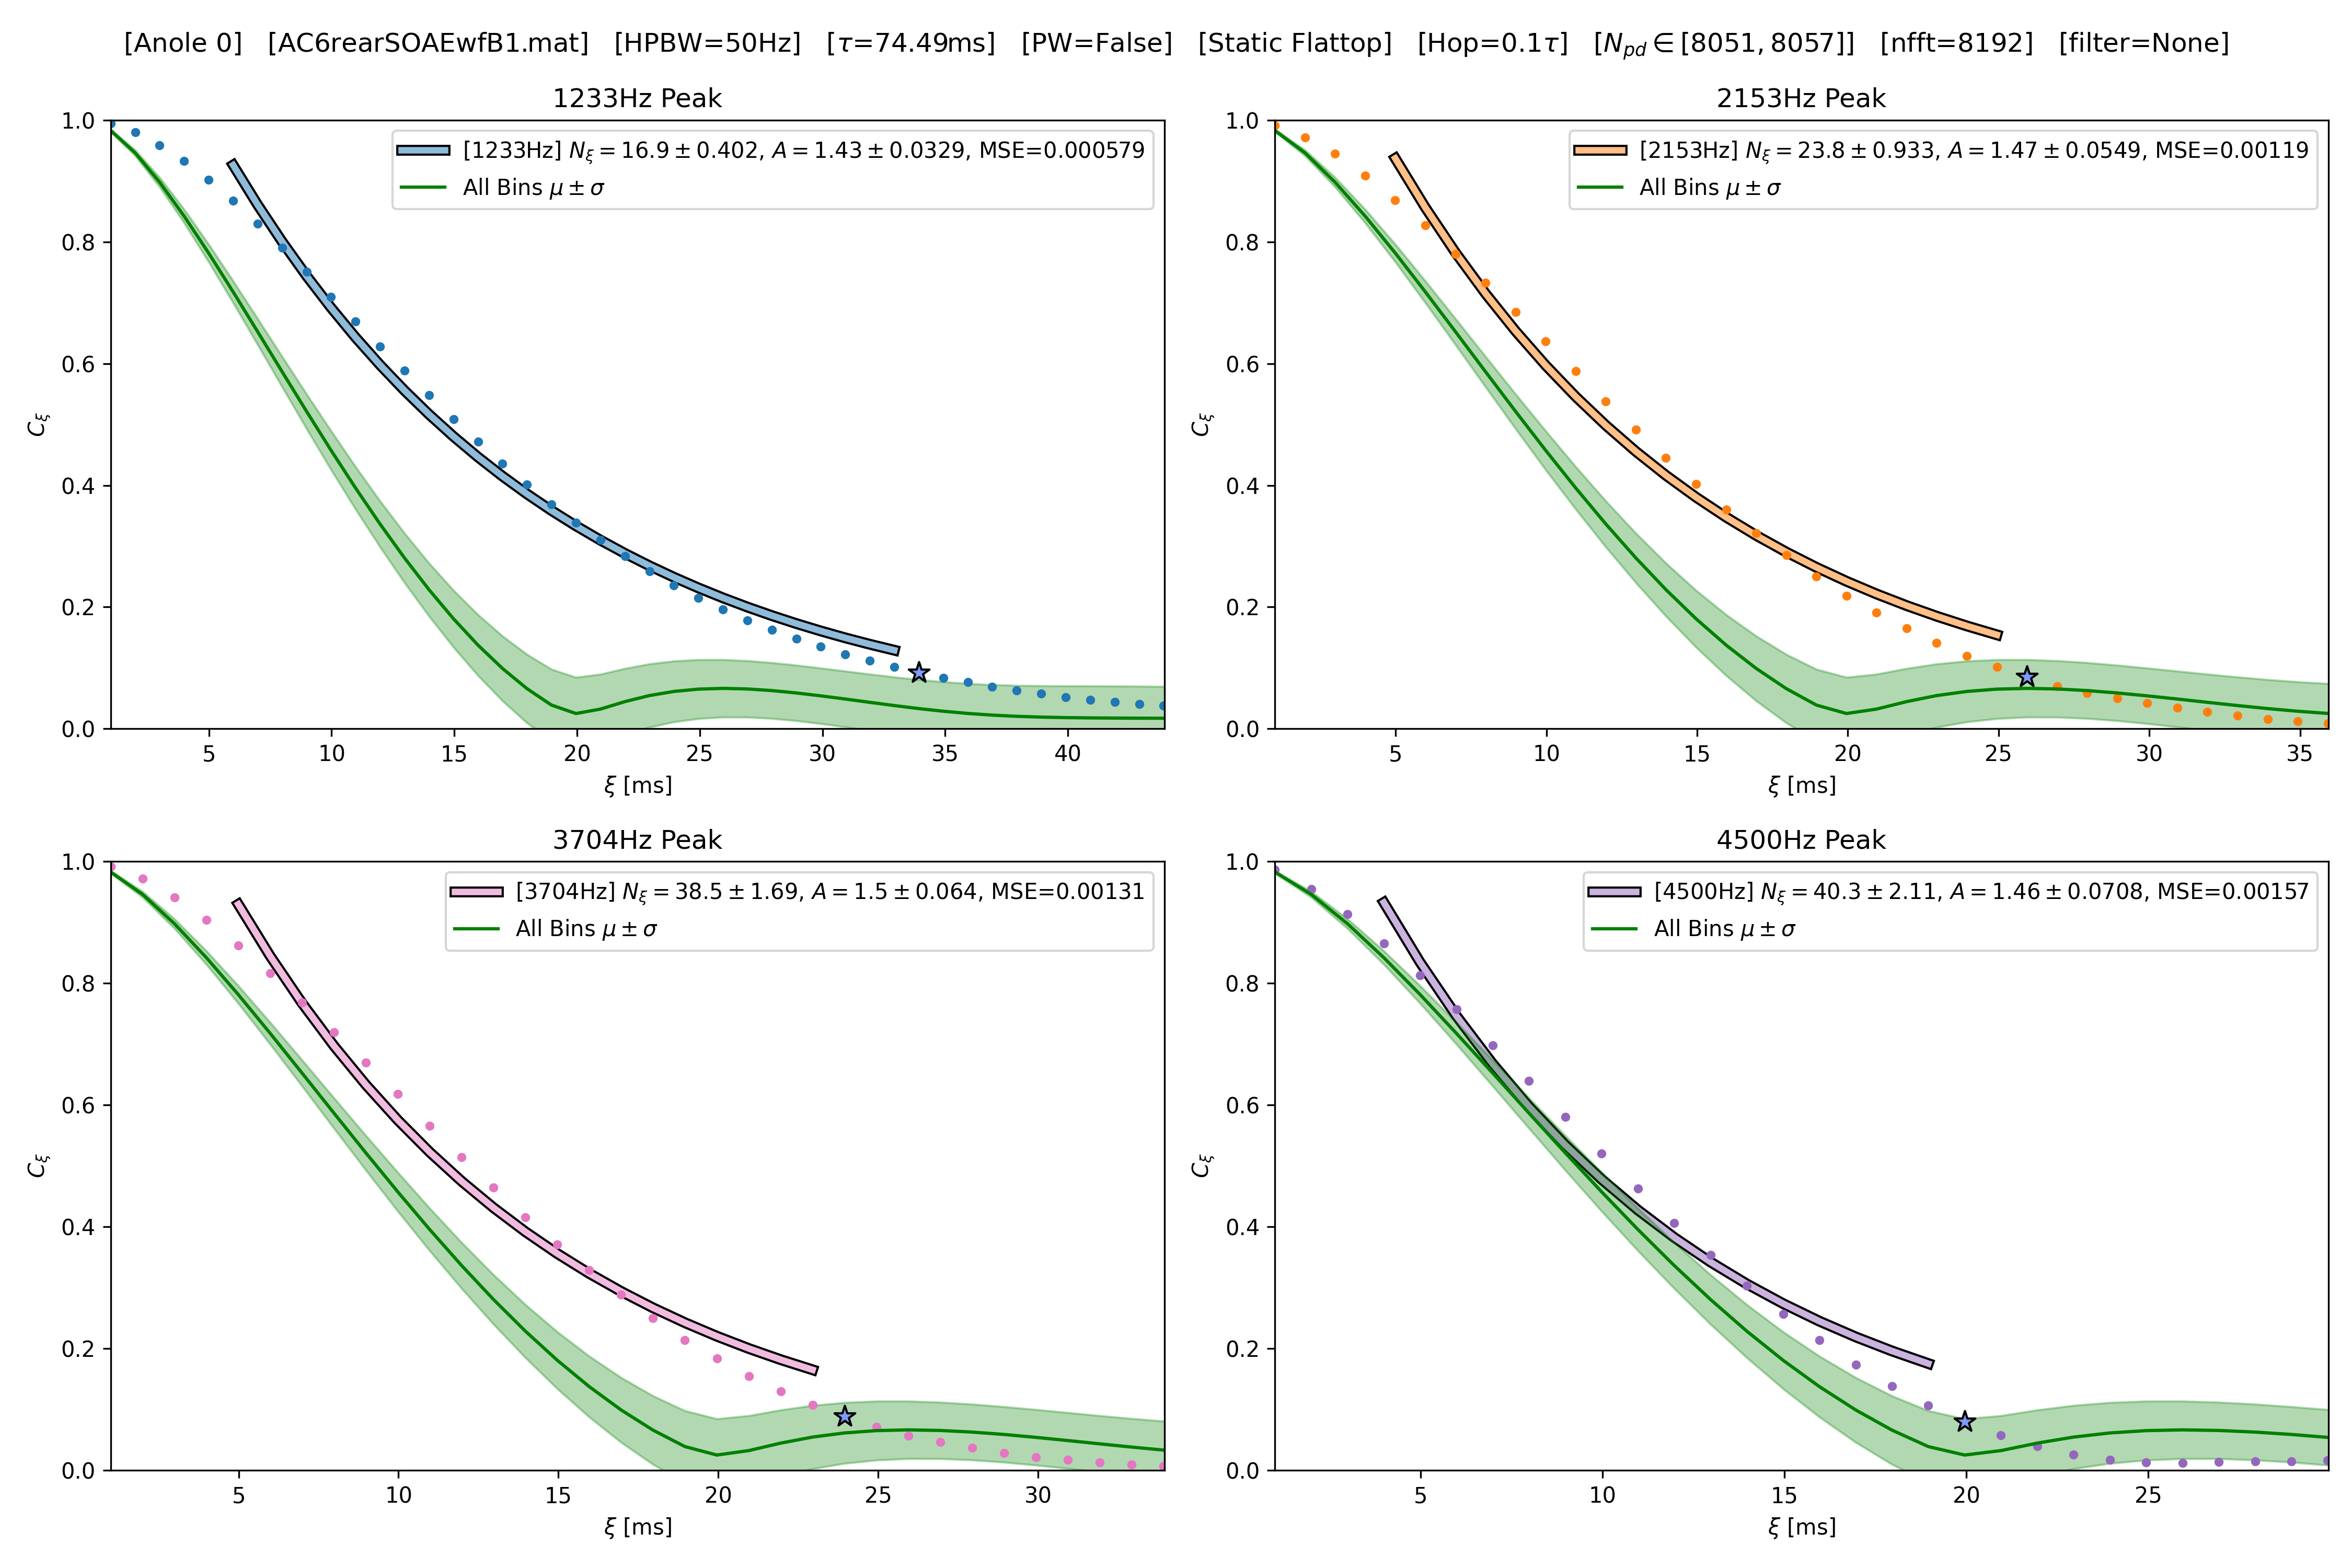 [Anole 0] [AC6rearSOAEwfB1.mat] [HPBW=50Hz] [τ=74.49ms] [PW=False] [Static Flattop] [Hop=0.1τ] [N_pd ∈ [8051, 8057]] [nfft=8192] [filter=None]
1233Hz Peak
[1233Hz] N_ξ = 16.9 ± 0.402, A = 1.43 ± 0.0329, MSE=0.000579
All Bins μ ± σ
1.0
0.8
0.6
0.4
0.2
0.0
C_ξ
5 10 15 20 25 30 35 40
ξ [ms]
2153Hz Peak
[2153Hz] N_ξ = 23.8 ± 0.933, A = 1.47 ± 0.0549, MSE=0.00119
All Bins μ ± σ
1.0
0.8
0.6
0.4
0.2
0.0
C_ξ
5 10 15 20 25 30 35
ξ [ms]
3704Hz Peak
[3704Hz] N_ξ = 38.5 ± 1.69, A = 1.5 ± 0.064, MSE=0.00131
All Bins μ ± σ
1.0
0.8
0.6
0.4
0.2
0.0
C_ξ
5 10 15 20 25 30
ξ [ms]
4500Hz Peak
[4500Hz] N_ξ = 40.3 ± 2.11, A = 1.46 ± 0.0708, MSE=0.00157
All Bins μ ± σ
1.0
0.8
0.6
0.4
0.2
0.0
C_ξ
5 10 15 20 25
ξ [ms]